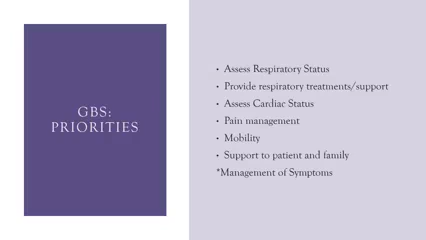 GBS:
PRIORITIES
• Assess Respiratory Status
• Provide respiratory treatments/support
• Assess Cardiac Status
• Pain management
• Mobility
• Support to patient and family
*Management of Symptoms